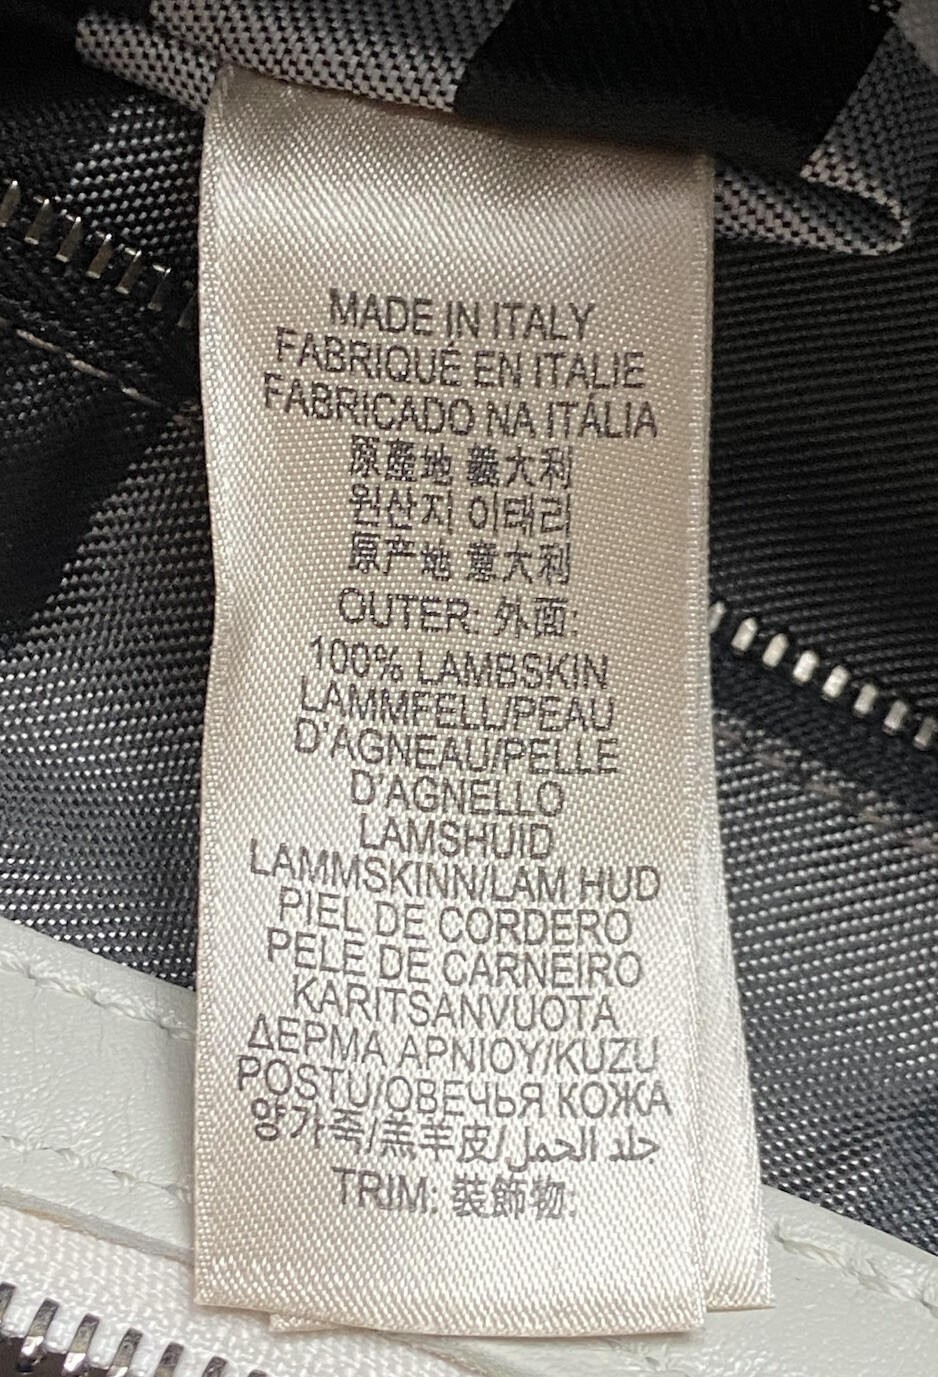 MADE IN ITALY
FABRIQUÉ EN ITALIE
FABRICADO NA ITÁLIA
原產地 義大利
원산지 이태리
原产地 意大利
OUTER: 外面:
100% LAMBSKIN
LAMMFELL/PEAU
D'AGNEAU/PELLE
D'AGNELLO
LAMSHUID
LAMMSKINN/LAM HUD
PIEL DE CORDERO
PELE DE CARNEIRO
KARITSANVUOTA
ΔΕΡΜΑ ΑΡΝΙΟΥ/KUZU
POSTU/ОВЕЧЬЯ КОЖА
양가죽/羔羊皮/جلد الحمل
TRIM: 裝飾物: